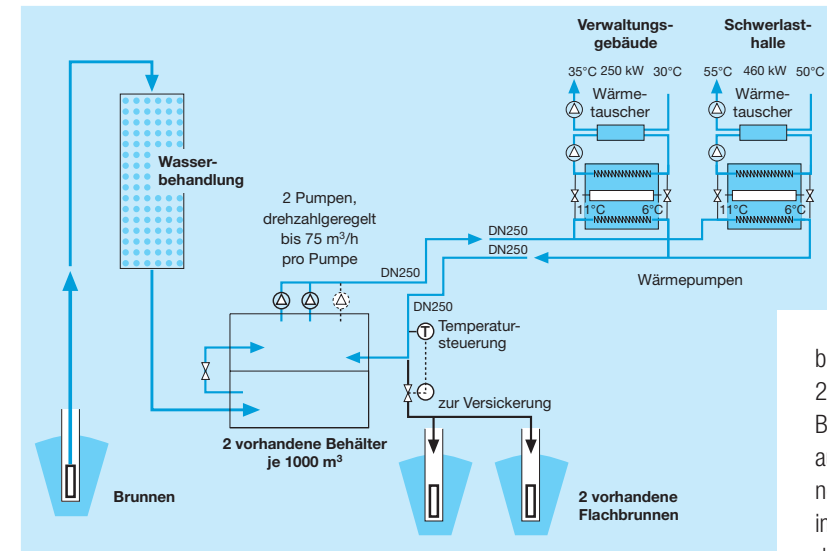 Verwaltungs-
gebäude
Schwerlast-
halle
35°C 250 kW 30°C
55°C 460 kW 50°C
Wärme-
tauscher
Wärme-
tauscher
Wasser-
behandlung
2 Pumpen,
drehzahlgeregelt
bis 75 m³/h
pro Pumpe
11°C 6°C
11°C 6°C
DN250
DN250
DN250
Wärmepumpen
DN250
T
Temperatur-
steuerung
zur Versickerung
2 vorhandene Behälter
je 1000 m³
Brunnen
2 vorhandene
Flachbrunnen
b
2
B
a
n
in